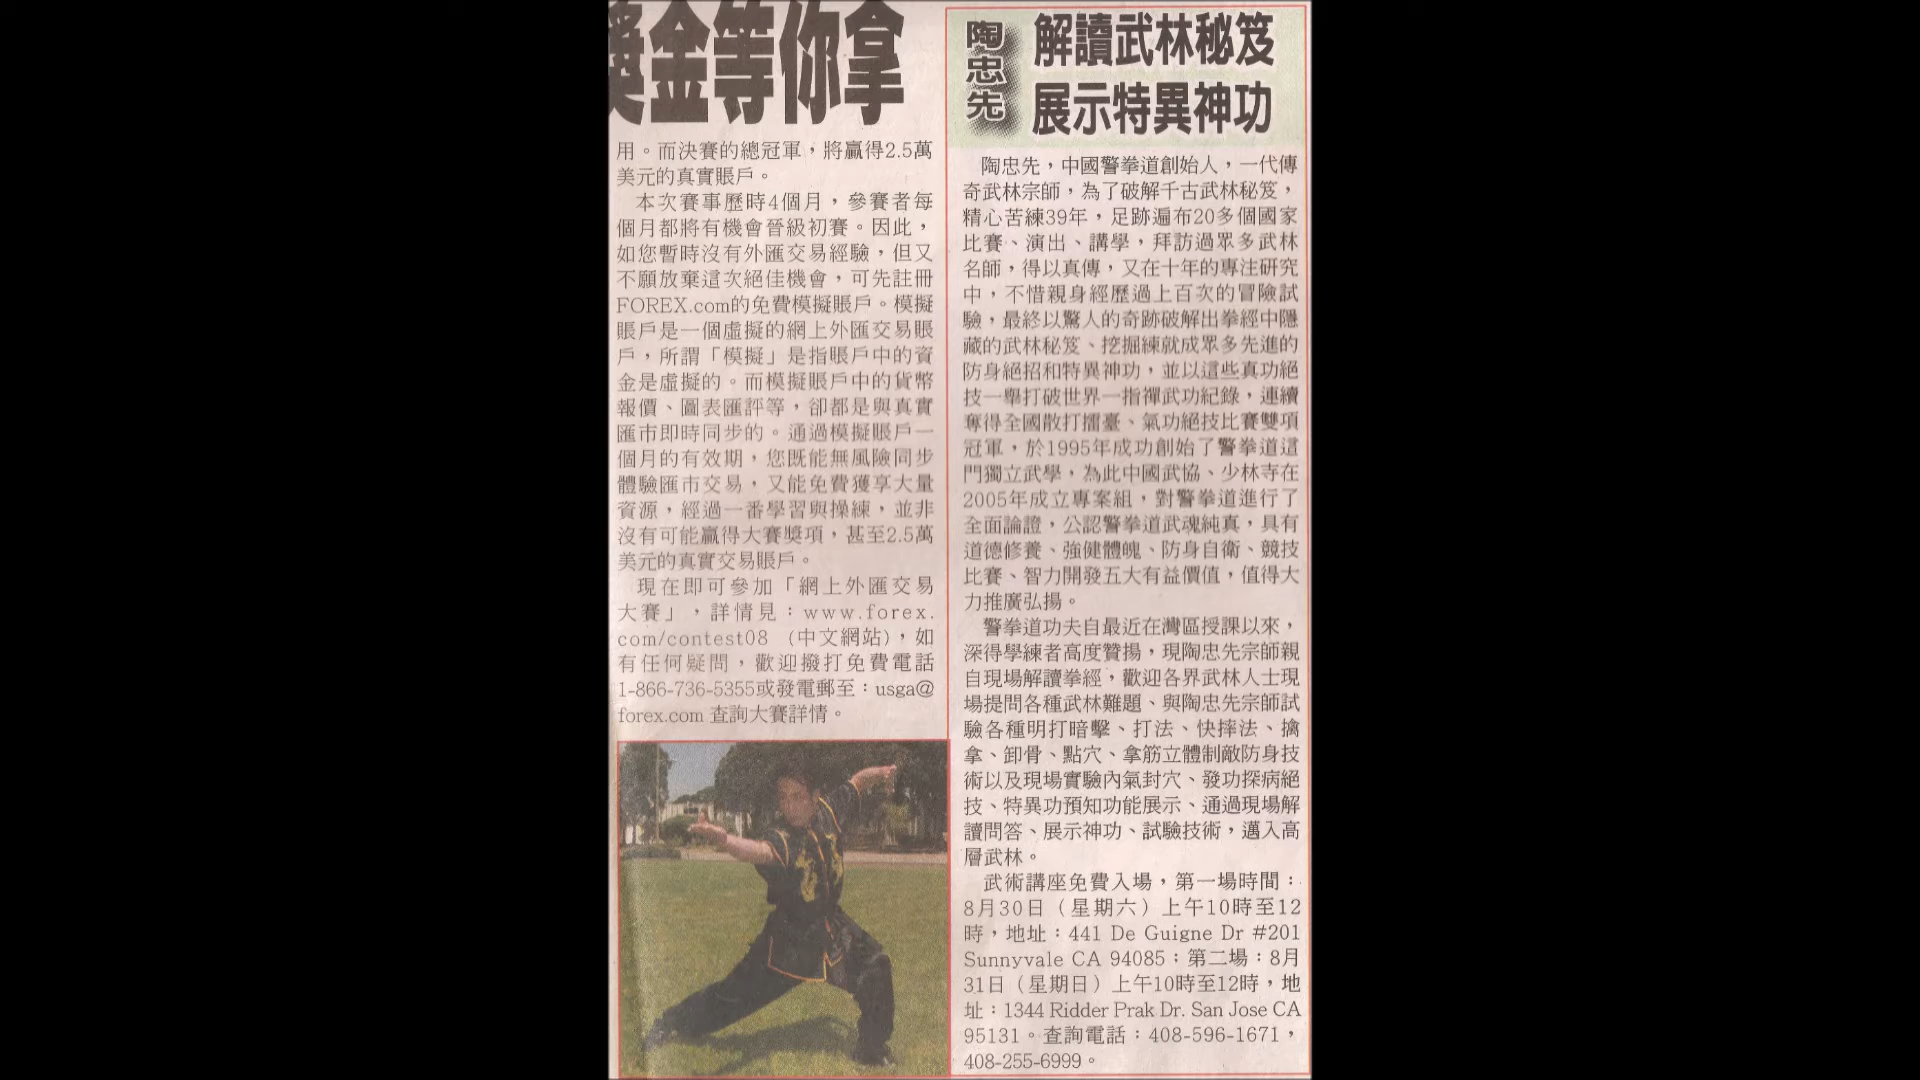 獎金等你拿
用。而決賽的總冠軍，將贏得2.5萬
美元的真實賬戶。
本次賽事歷時4個月，參賽者每
個月都將有機會晉級初賽。因此，
如您暫時沒有外匯交易經驗，但又
不願放棄這次絕佳機會，可先註冊
FOREX.com的免費模擬賬戶。模擬
賬戶是一個虛擬的網上外匯交易賬
戶，所謂「模擬」是指賬戶中的資
金是虛擬的。而模擬賬戶中的貨幣
報價、圖表匯評等，卻都是與真實
匯市即時同步的。通過模擬賬戶一
個月的有效期，您既能無風險同步
體驗匯市交易，又能免費獲享大量
資源，經過一番學習與操練，並非
沒有可能贏得大賽獎項，甚至2.5萬
美元的真實交易賬戶。
現在即可參加「網上外匯交易
大賽」，詳情見：www.forex.
com/contest08 (中文網站)，如
有任何疑問，歡迎撥打免費電話
1-866-736-5355或發電郵至：usga@
forex.com 查詢大賽詳情。
陶忠先
解讀武林秘笈
展示特異神功
陶忠先，中國警拳道創始人，一代傳
奇武林宗師，為了破解千古武林秘笈，
精心苦練39年，足跡遍布20多個國家
比賽、演出、講學，拜訪過眾多武林
名師，得以真傳，又在十年的專注研究
中，不惜親身經歷過上百次的冒險試
驗，最終以驚人的奇跡破解出拳經中隱
藏的武林秘笈、挖掘練就成眾多先進的
防身絕招和特異神功，並以這些真功絕
技一舉打破世界一指禪武功紀錄，連續
奪得全國散打擂臺、氣功絕技比賽雙項
冠軍，於1995年成功創始了警拳道這
門獨立武學，為此中國武協、少林寺在
2005年成立專案組，對警拳道進行了
全面論證，公認警拳道武魂純真，具有
道德修養、強健體魄、防身自衛、競技
比賽、智力開發五大有益價值，值得大
力推廣弘揚。
警拳道功夫自最近在灣區授課以來，
深得學練者高度贊揚，現陶忠先宗師親
自現場解讀拳經，歡迎各界武林人士現
場提問各種武林難題、與陶忠先宗師試
驗各種明打暗擊、打法、快摔法、擒
拿、卸骨、點穴、拿筋立體制敵防身技
術以及現場實驗內氣封穴、發功探病絕
技、特異功預知功能展示、通過現場解
讀問答、展示神功、試驗技術，邁入高
層武林。
武術講座免費入場，第一場時間：
8月30日（星期六）上午10時至12
時，地址：441 De Guigne Dr #201
Sunnyvale CA 94085；第二場：8月
31日（星期日）上午10時至12時，地
址：1344 Ridder Prak Dr. San Jose CA
95131。查詢電話：408-596-1671，
408-255-6999。